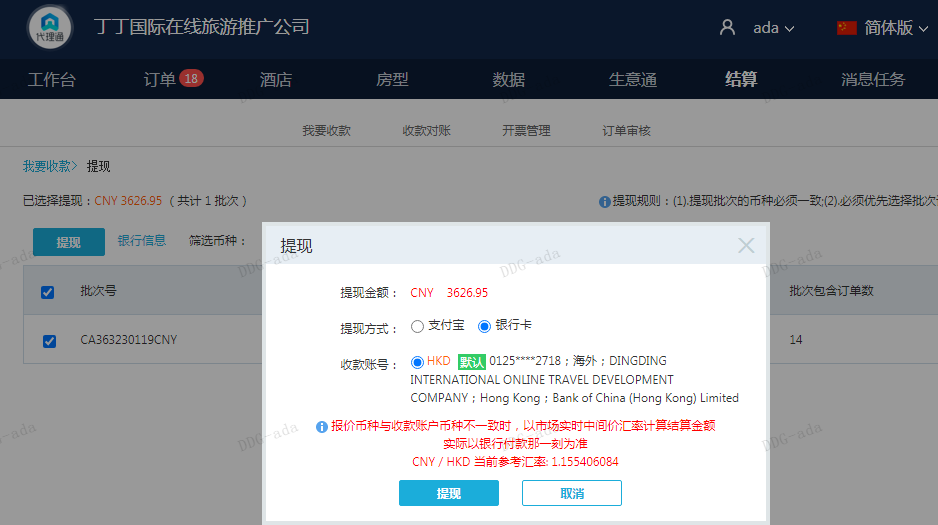 代理通 丁丁国际在线旅游推广公司 ada 简体版
工作台 订单 18 酒店 房型 数据 生意通 结算 消息任务
我要收款 收款对账 开票管理 订单审核
我要收款> 提现
已选择提现：CNY 3626.95 （共计 1 批次） 提现规则：(1).提现批次的币种必须一致;(2).必须优先选择批次
提现 银行信息 筛选币种：
批次号 批次包含订单数
CA363230119CNY 14
提现
提现金额： CNY 3626.95
提现方式： 支付宝 银行卡
收款账号： HKD 默认 0125****2718；海外；DINGDING
INTERNATIONAL ONLINE TRAVEL DEVELOPMENT
COMPANY；Hong Kong；Bank of China (Hong Kong) Limited
报价币种与收款账户币种不一致时，以市场实时中间价汇率计算结算金额
实际以银行付款那一刻为准
CNY / HKD 当前参考汇率: 1.155406084
提现 取消
DDG-ada
DDG-ada
DDG-ada
DDG-ada
DDG-ada